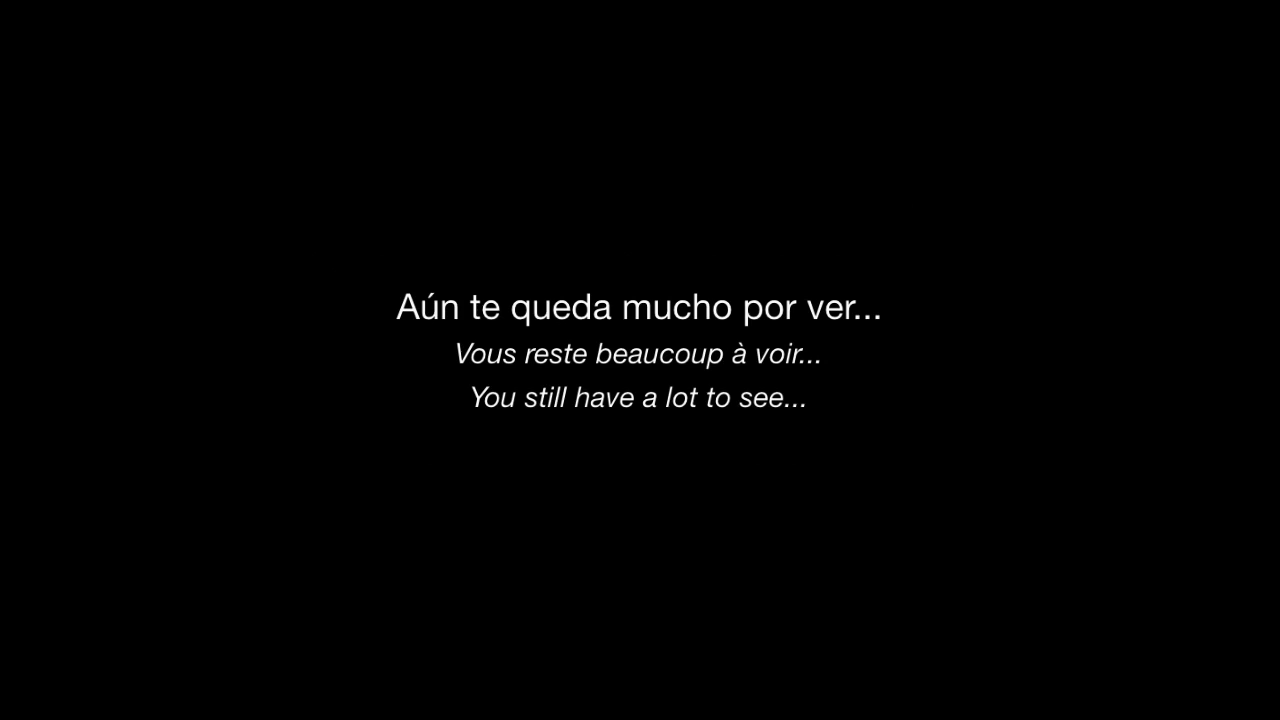 Aún te queda mucho por ver...
Vous reste beaucoup à voir...
You still have a lot to see...